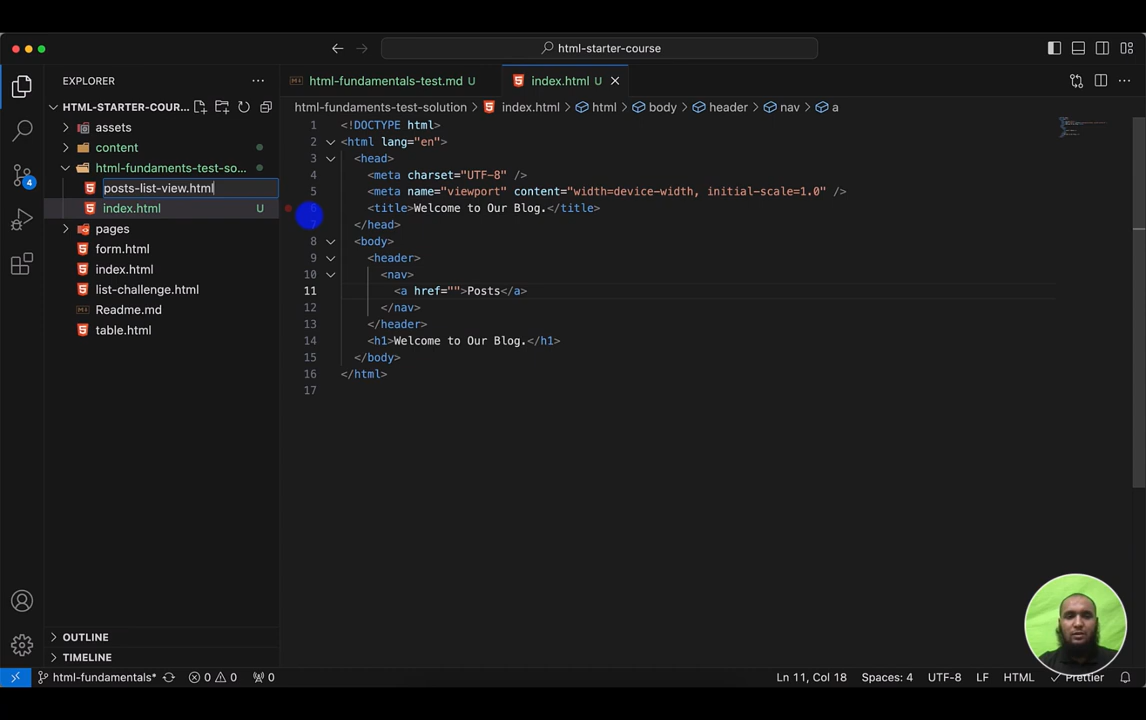 html-starter-course
EXPLORER
HTML-STARTER-COUR...
assets
content
html-fundaments-test-so...
posts-list-view.html
index.html U
pages
form.html
index.html
list-challenge.html
Readme.md
table.html
OUTLINE
TIMELINE
html-fundamentals-test.md U
index.html U
html-fundaments-test-solution index.html html body header nav a
1 <!DOCTYPE html>
2 <html lang="en">
3 <head>
4 <meta charset="UTF-8" />
5 <meta name="viewport" content="width=device-width, initial-scale=1.0" />
6 <title>Welcome to Our Blog.</title>
7 </head>
8 <body>
9 <header>
10 <nav>
11 <a href="">Posts</a>
12 </nav>
13 </header>
14 <h1>Welcome to Our Blog.</h1>
15 </body>
16 </html>
17
4
html-fundamentals* 0 0 0 Ln 11, Col 18 Spaces: 4 UTF-8 LF HTML Prettier